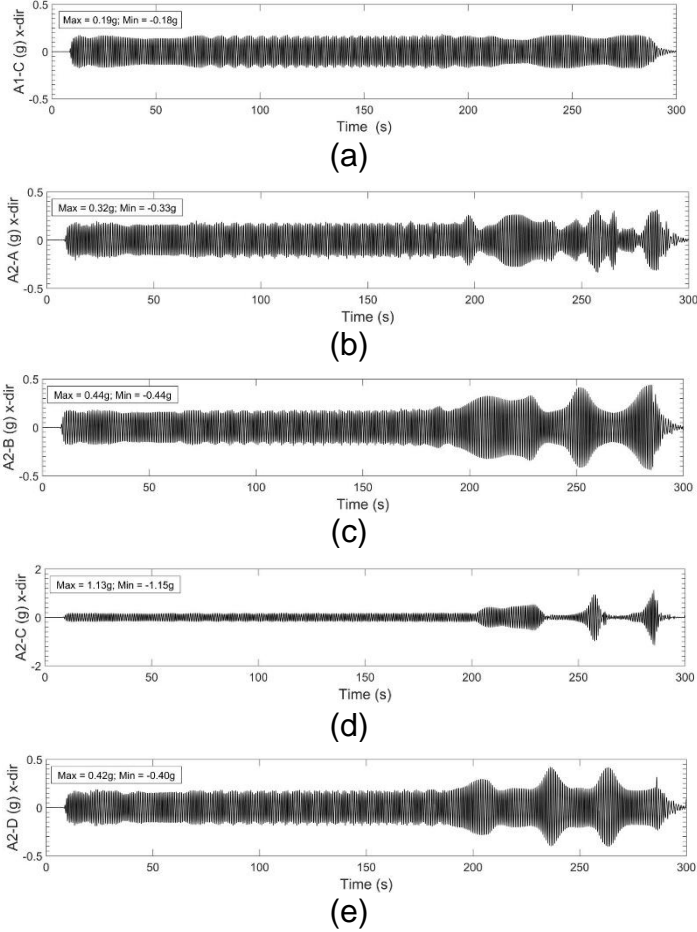 0.5
Max = 0.19g; Min = -0.18g
0
-0.5
A1-C (g) x-dir
0 50 100 150 200 250 300
Time (s)
(a)
0.5
Max = 0.32g; Min = -0.33g
0
-0.5
A2-A (g) x-dir
0 50 100 150 200 250 300
Time (s)
(b)
0.5
Max = 0.44g; Min = -0.44g
0
-0.5
A2-B (g) x-dir
0 50 100 150 200 250 300
Time (s)
(c)
2
Max = 1.13g; Min = -1.15g
0
-2
A2-C (g) x-dir
0 50 100 150 200 250 300
Time (s)
(d)
0.5
Max = 0.42g; Min = -0.40g
0
-0.5
A2-D (g) x-dir
0 50 100 150 200 250 300
Time (s)
(e)